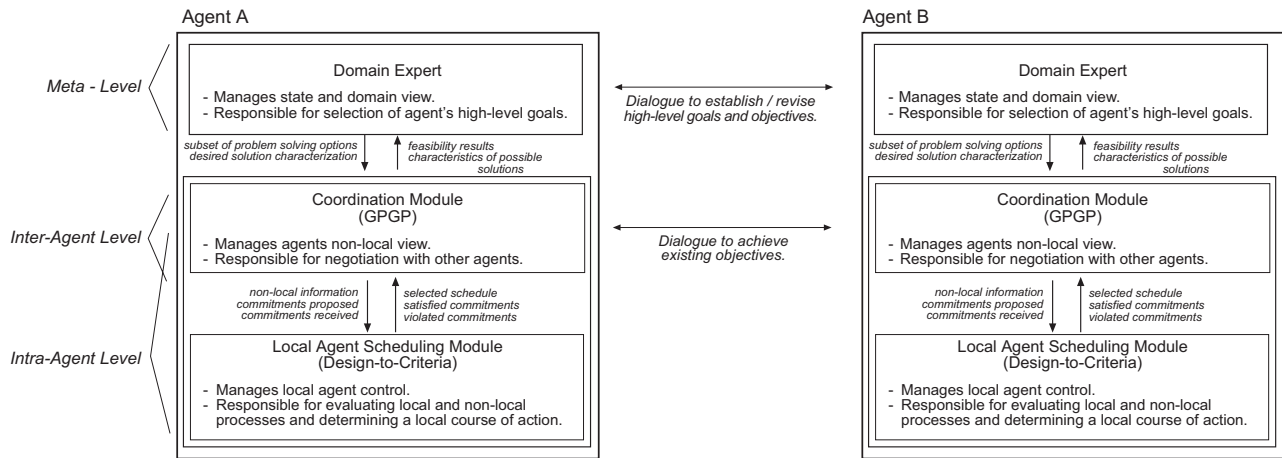 Agent A
Meta - Level
Domain Expert
- Manages state and domain view.
- Responsible for selection of agent's high-level goals.
subset of problem solving options
desired solution characterization
feasibility results
characteristics of possible
solutions
Inter-Agent Level
Coordination Module
(GPGP)
- Manages agents non-local view.
- Responsible for negotiation with other agents.
non-local information
commitments proposed
commitments received
selected schedule
satisfied commitments
violated commitments
Intra-Agent Level
Local Agent Scheduling Module
(Design-to-Criteria)
- Manages local agent control.
- Responsible for evaluating local and non-local
processes and determining a local course of action.
Dialogue to establish / revise
high-level goals and objectives.
Dialogue to achieve
existing objectives.
Agent B
Domain Expert
- Manages state and domain view.
- Responsible for selection of agent's high-level goals.
subset of problem solving options
desired solution characterization
feasibility results
characteristics of possible
solutions
Coordination Module
(GPGP)
- Manages agents non-local view.
- Responsible for negotiation with other agents.
non-local information
commitments proposed
commitments received
selected schedule
satisfied commitments
violated commitments
Local Agent Scheduling Module
(Design-to-Criteria)
- Manages local agent control.
- Responsible for evaluating local and non-local
processes and determining a local course of action.